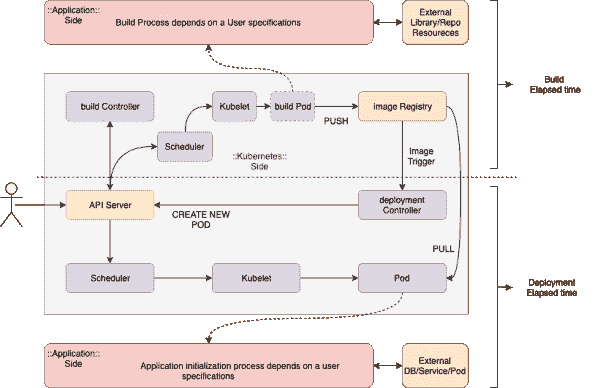 ::Application::
Side
Build Process depends on a User specifications
External
Library/Repo
Resoureces
build Controller
Kubelet
build Pod
image Registry
PUSH
Scheduler
::Kubernetes::
Side
Image
Trigger
Build
Elapsed time
API Server
CREATE NEW
POD
deployment
Controller
PULL
Scheduler
Kubelet
Pod
Deployment
Elapsed time
::Application::
Side
Application initialization process depends on a user
specifications
External
DB/Service/Pod